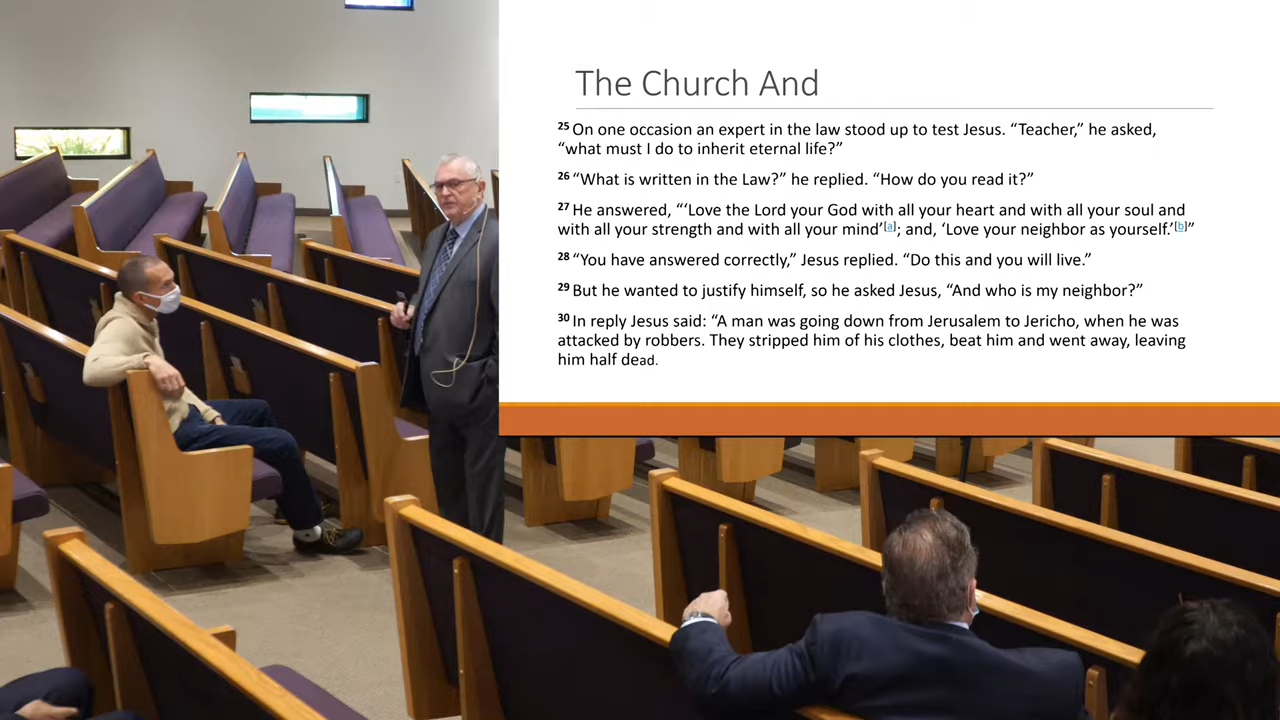 The Church And
25 On one occasion an expert in the law stood up to test Jesus. “Teacher,” he asked,
“what must I do to inherit eternal life?”
26 “What is written in the Law?” he replied. “How do you read it?”
27 He answered, “‘Love the Lord your God with all your heart and with all your soul and
with all your strength and with all your mind’[a]; and, ‘Love your neighbor as yourself.’[b]”
28 “You have answered correctly,” Jesus replied. “Do this and you will live.”
29 But he wanted to justify himself, so he asked Jesus, “And who is my neighbor?”
30 In reply Jesus said: “A man was going down from Jerusalem to Jericho, when he was
attacked by robbers. They stripped him of his clothes, beat him and went away, leaving
him half dead.